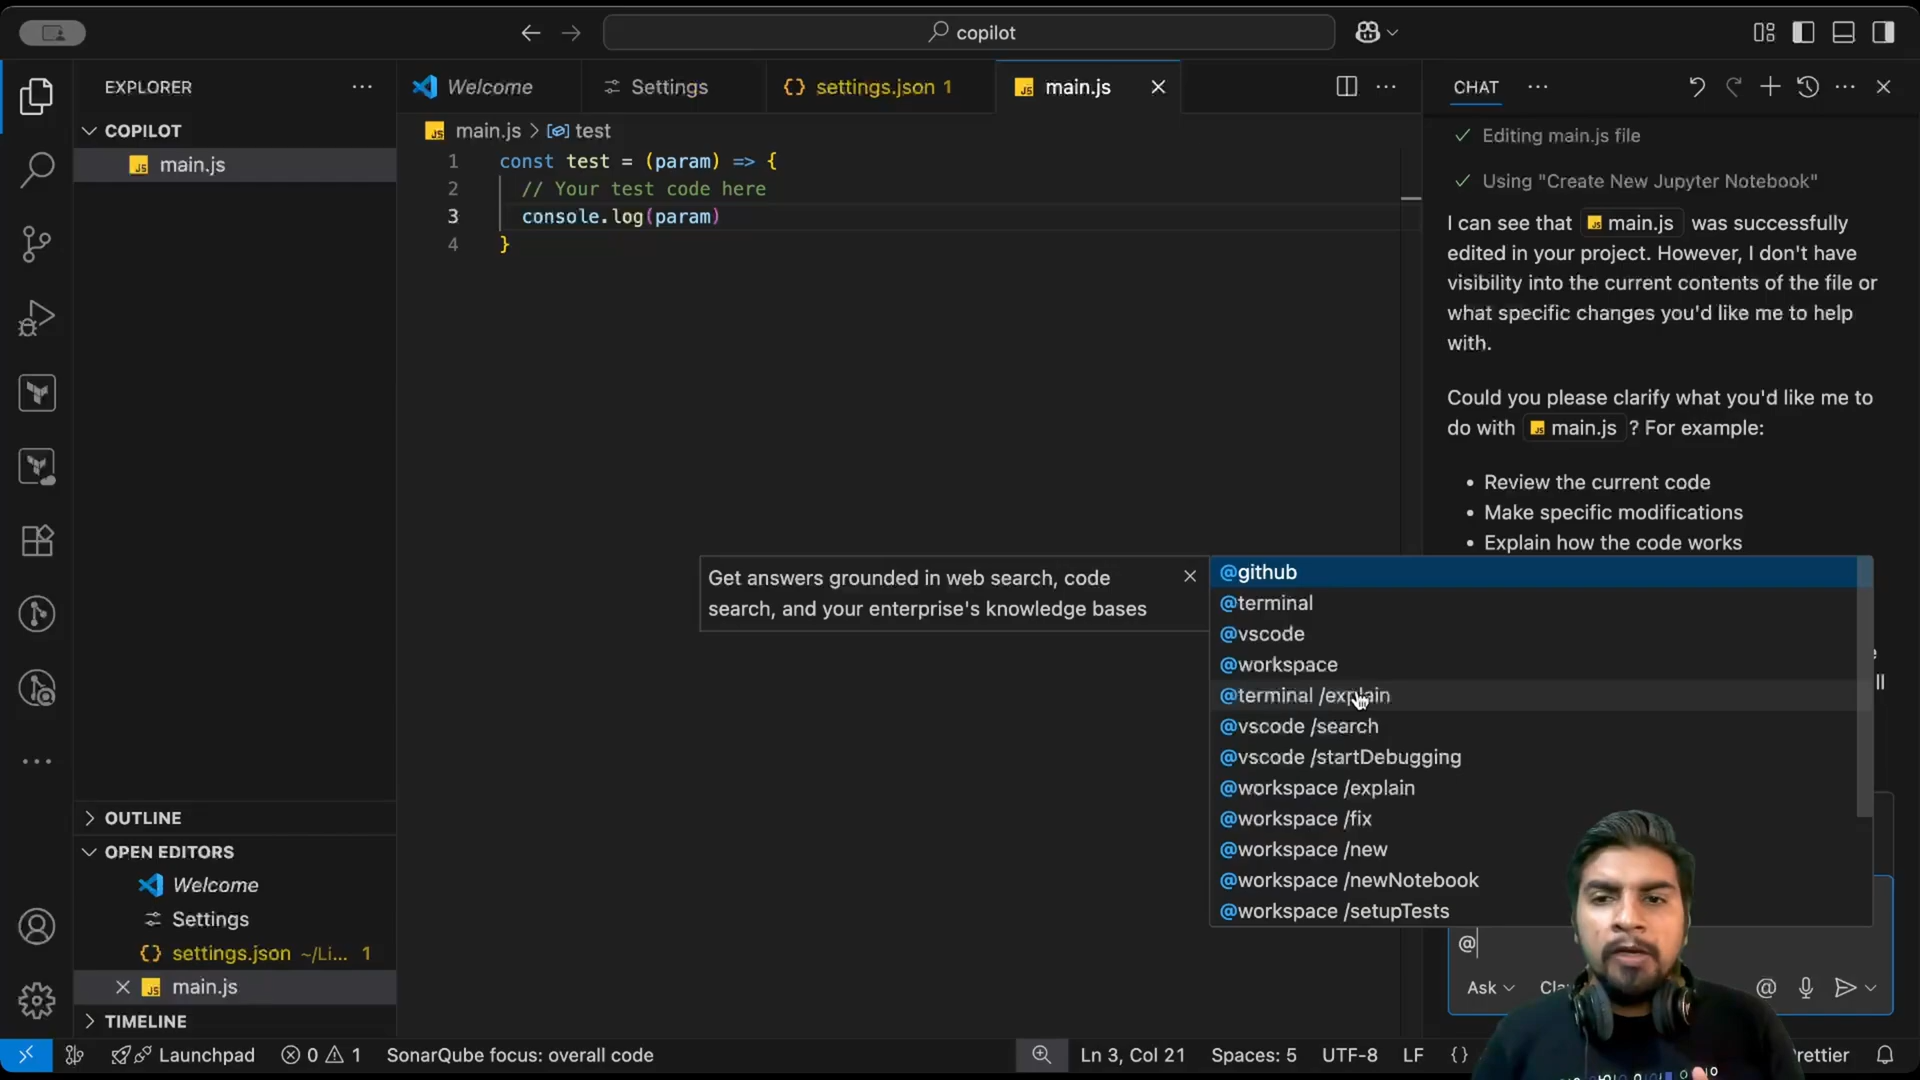 copilot
EXPLORER
COPILOT
main.js
OUTLINE
OPEN EDITORS
Welcome
Settings
settings.json ~/Li... 1
main.js
TIMELINE
Welcome
Settings
{} settings.json 1
main.js
main.js > test
1 const test = (param) => {
2 // Your test code here
3 console.log(param)
4 }
CHAT
Editing main.js file
Using "Create New Jupyter Notebook"
I can see that main.js was successfully
edited in your project. However, I don't have
visibility into the current contents of the file or
what specific changes you'd like me to help
with.
Could you please clarify what you'd like me to
do with main.js ? For example:
• Review the current code
• Make specific modifications
• Explain how the code works
Get answers grounded in web search, code
search, and your enterprise's knowledge bases
@github
@terminal
@vscode
@workspace
@terminal /explain
@vscode /search
@vscode /startDebugging
@workspace /explain
@workspace /fix
@workspace /new
@workspace /newNotebook
@workspace /setupTests
@
Ask
Launchpad
0 1
SonarQube focus: overall code
Ln 3, Col 21
Spaces: 5
UTF-8
LF
{}